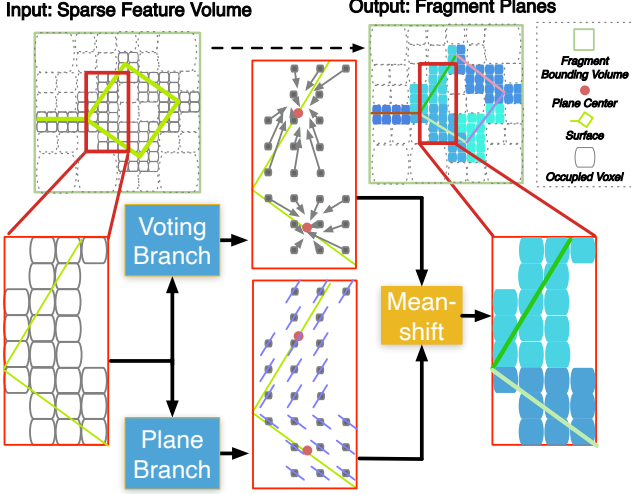 Input: Sparse Feature Volume
Output: Fragment Planes
Fragment
Bounding Volume
Plane Center
Surface
Occupied Voxel
Voting
Branch
Mean-
shift
Plane
Branch